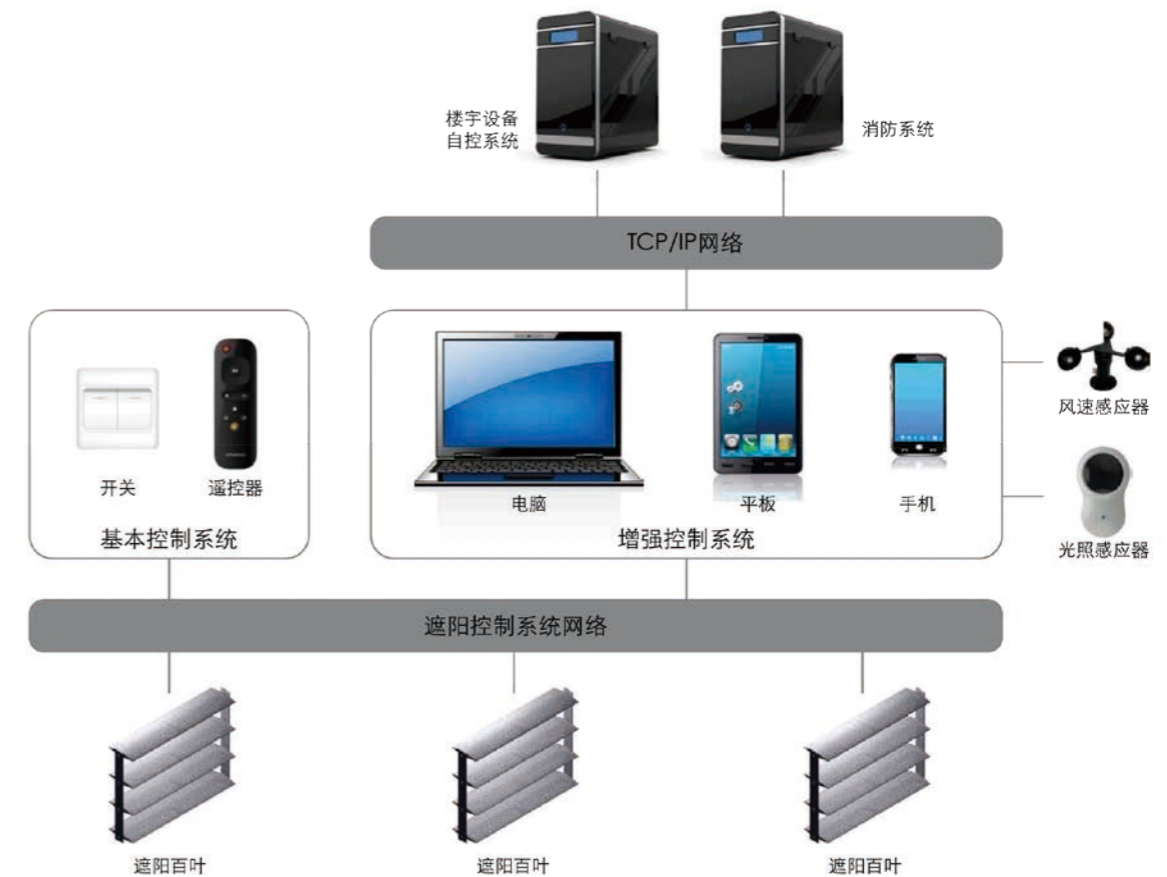 楼宇设备
自控系统
消防系统
TCP/IP网络
开关
遥控器
基本控制系统
电脑
平板
手机
增强控制系统
风速感应器
光照感应器
遮阳控制系统网络
遮阳百叶
遮阳百叶
遮阳百叶